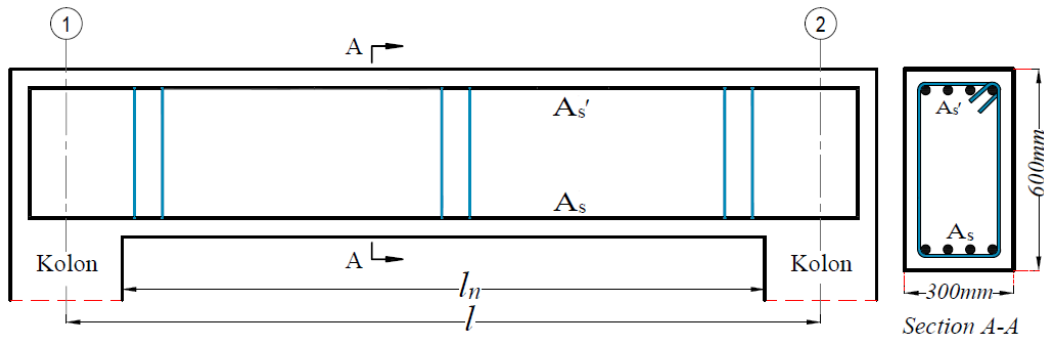 1
2
A
As'
As
A
Kolon
Kolon
ln
l
As'
As
600mm
300mm
Section A-A